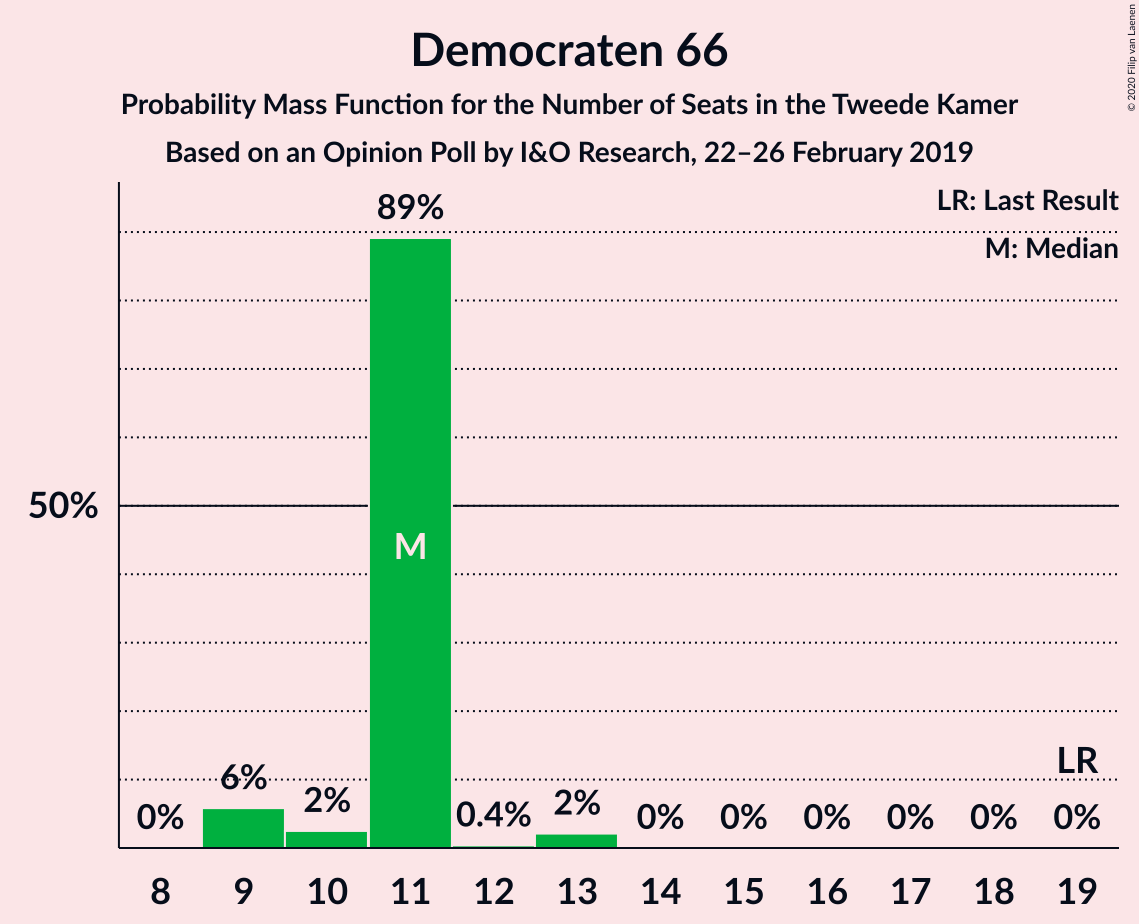 Democraten 66
Probability Mass Function for the Number of Seats in the Tweede Kamer
Based on an Opinion Poll by I&O Research, 22–26 February 2019
© 2020 Filip van Laenen
LR: Last Result
M: Median
89%
50%
M
LR
0% 6% 2% 0.4% 2% 0% 0% 0% 0% 0% 0%
8 9 10 11 12 13 14 15 16 17 18 19